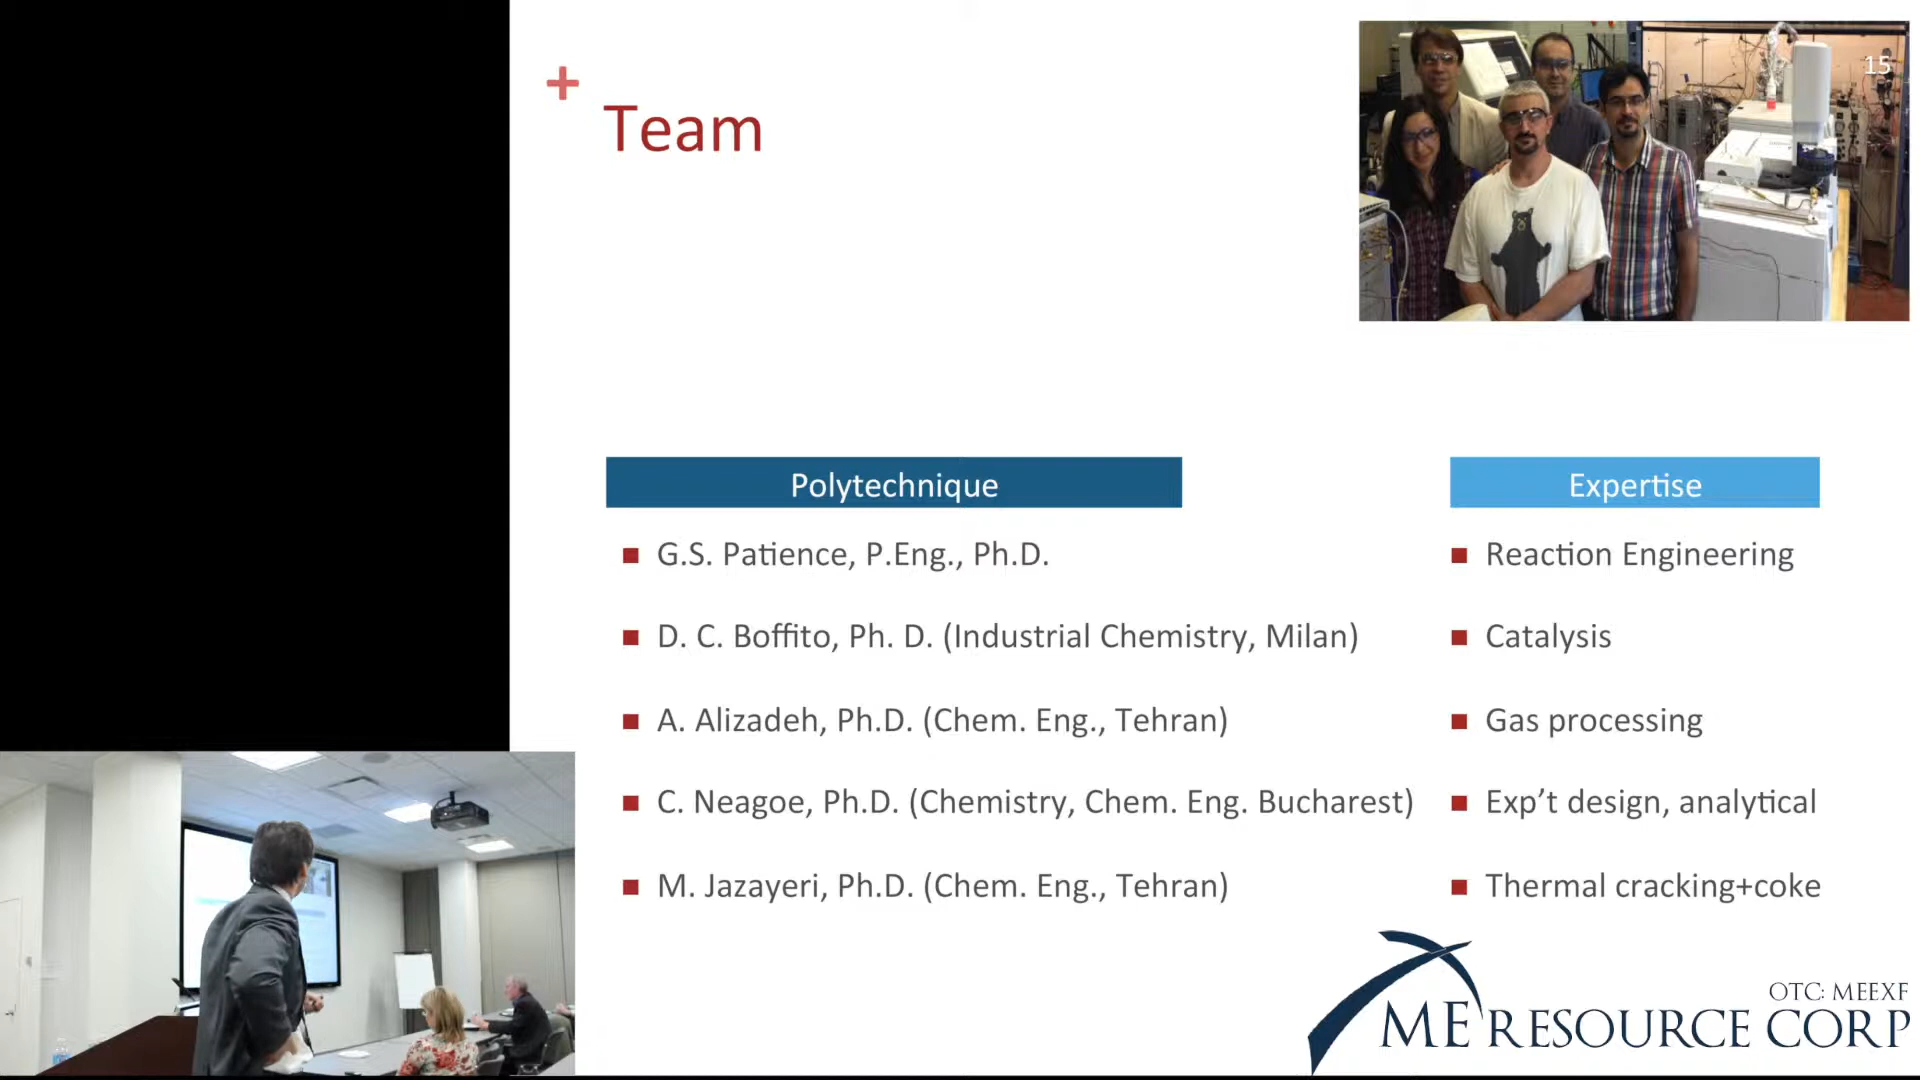 15
+
Team
Polytechnique
Expertise
G.S. Patience, P.Eng., Ph.D.
Reaction Engineering
D. C. Boffito, Ph. D. (Industrial Chemistry, Milan)
Catalysis
A. Alizadeh, Ph.D. (Chem. Eng., Tehran)
Gas processing
C. Neagoe, Ph.D. (Chemistry, Chem. Eng. Bucharest)
Exp’t design, analytical
M. Jazayeri, Ph.D. (Chem. Eng., Tehran)
Thermal cracking+coke
OTC: MEEXF
ME RESOURCE CORP